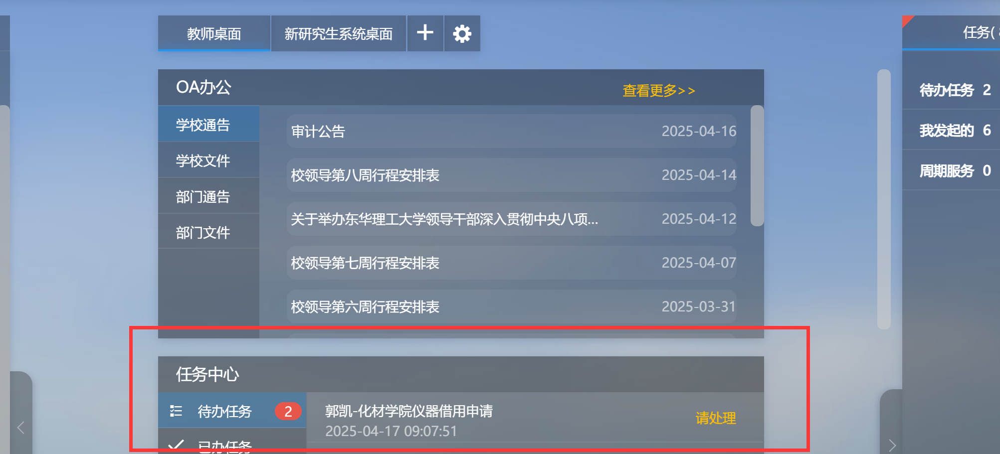 教师桌面
新研究生系统桌面
任务(
OA办公
查看更多>>
学校通告
学校文件
部门通告
部门文件
审计公告 2025-04-16
校领导第八周行程安排表 2025-04-14
关于举办东华理工大学领导干部深入贯彻中央八项... 2025-04-12
校领导第七周行程安排表 2025-04-07
校领导第六周行程安排表 2025-03-31
待办任务 2
我发起的 6
周期服务 0
任务中心
待办任务 2
已办任务
郭凯-化材学院仪器借用申请
2025-04-17 09:07:51
请处理